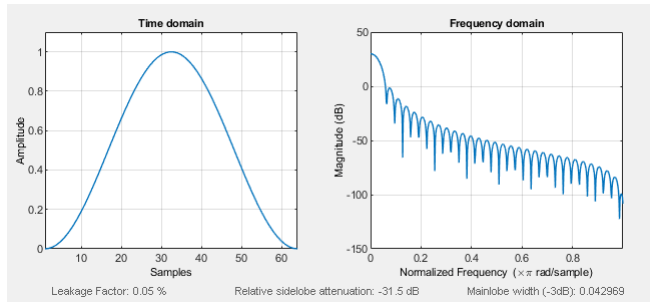 Time domain
1
0.8
0.6
0.4
0.2
0
10 20 30 40 50 60
Amplitude
Samples
Frequency domain
50
0
-50
-100
-150
0 0.2 0.4 0.6 0.8
Magnitude (dB)
Normalized Frequency (×π rad/sample)
Leakage Factor: 0.05 %
Relative sidelobe attenuation: -31.5 dB
Mainlobe width (-3dB): 0.042969